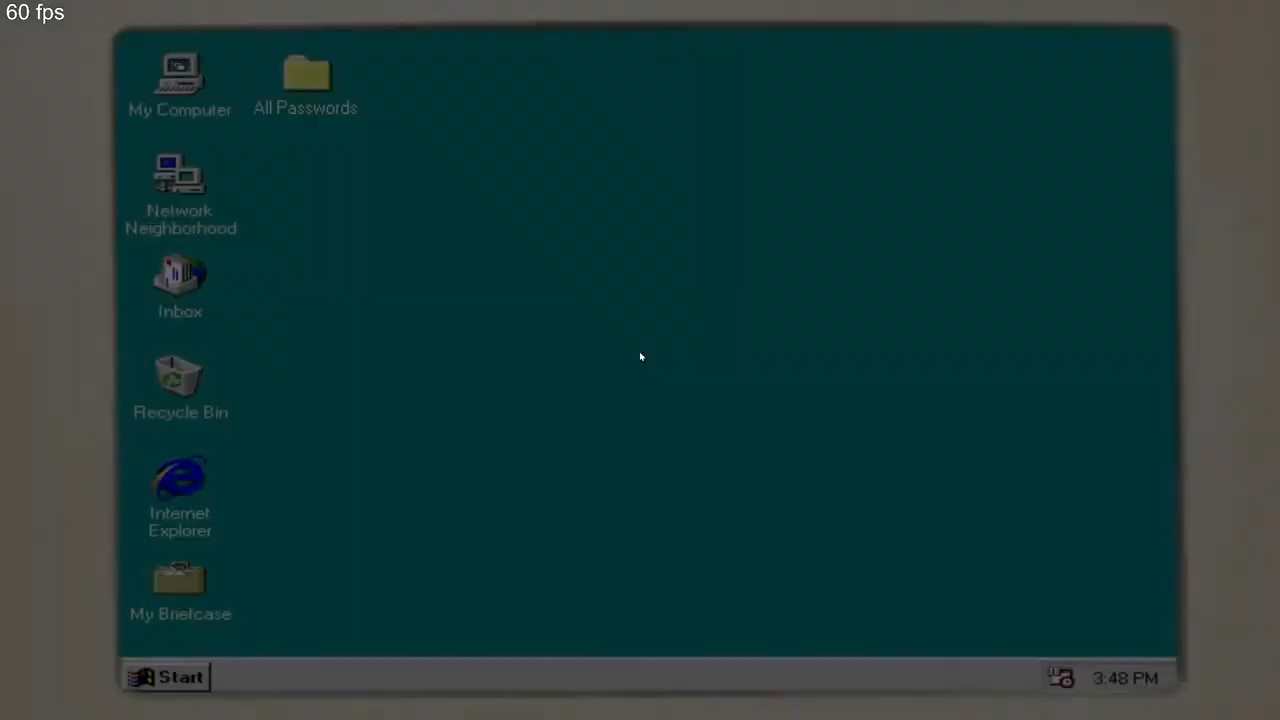 60 fps
My Computer
All Passwords
Network
Neighborhood
Inbox
Recycle Bin
Internet
Explorer
My Briefcase
Start
3:48 PM